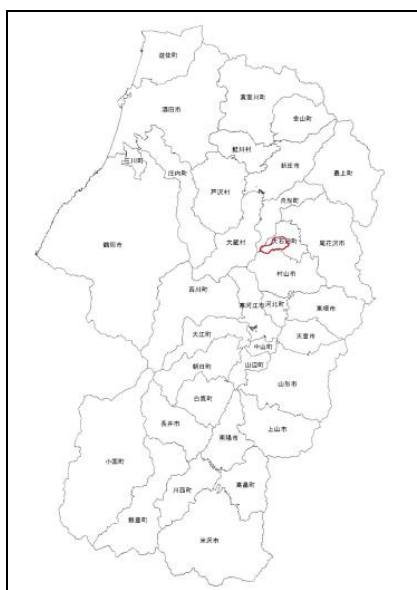 遊佐町
真室川町
酒田市
金山町
鮭川村
三川町
庄内町
新庄市
最上町
戸沢村
舟形町
鶴岡市
大蔵村
大石田町
尾花沢市
村山市
西川町
寒河江市
河北町
東根市
大江町
天童市
中山町
朝日町
山辺町
山形市
白鷹町
長井市
上山市
南陽市
小国町
高畠町
川西町
飯豊町
米沢市